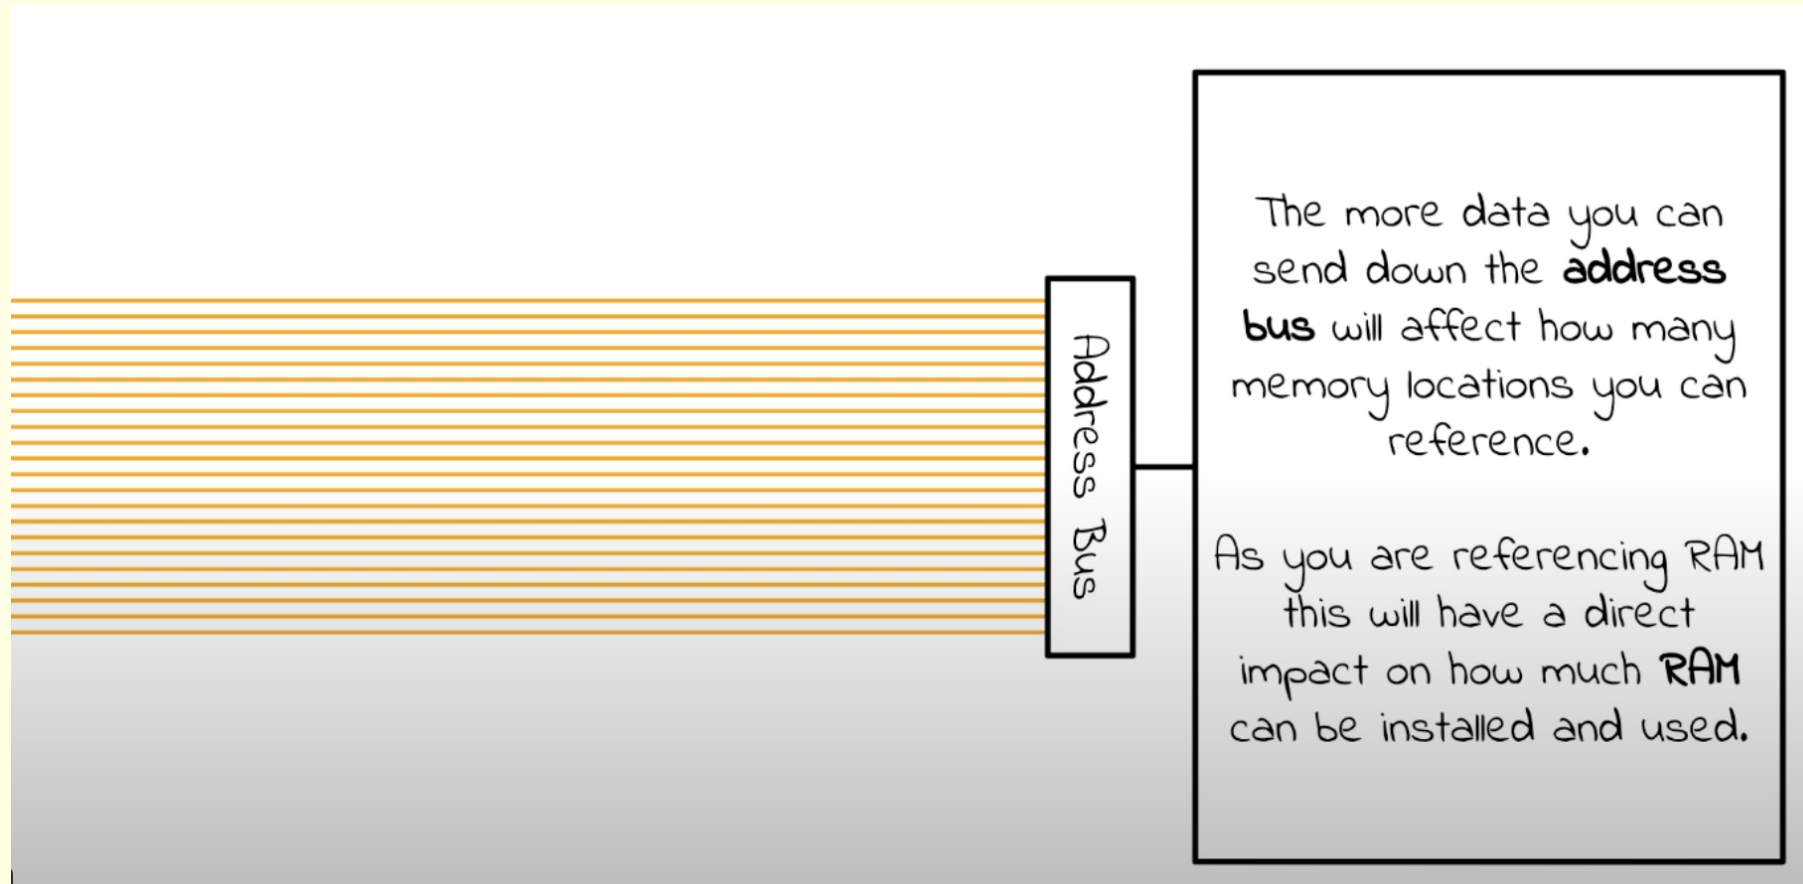 Address Bus
The more data you can
send down the address
bus will affect how many
memory locations you can
reference.
As you are referencing RAM
this will have a direct
impact on how much RAM
can be installed and used.